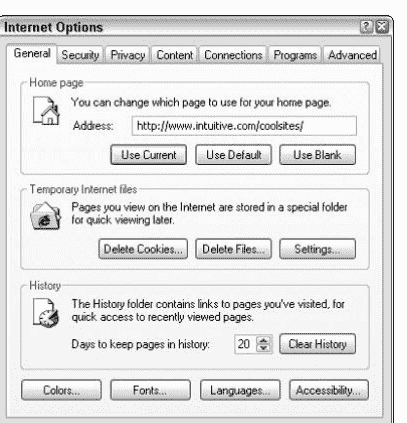 Internet Options
General Security Privacy Content Connections Programs Advanced
Home page
You can change which page to use for your home page.
Address: http://www.intuitive.com/coolsites/
Use Current Use Default Use Blank
Temporary Internet files
Pages you view on the Internet are stored in a special folder
for quick viewing later.
Delete Cookies... Delete Files... Settings...
History
The History folder contains links to pages you've visited, for
quick access to recently viewed pages.
Days to keep pages in history: 20 Clear History
Colors... Fonts... Languages... Accessibility...